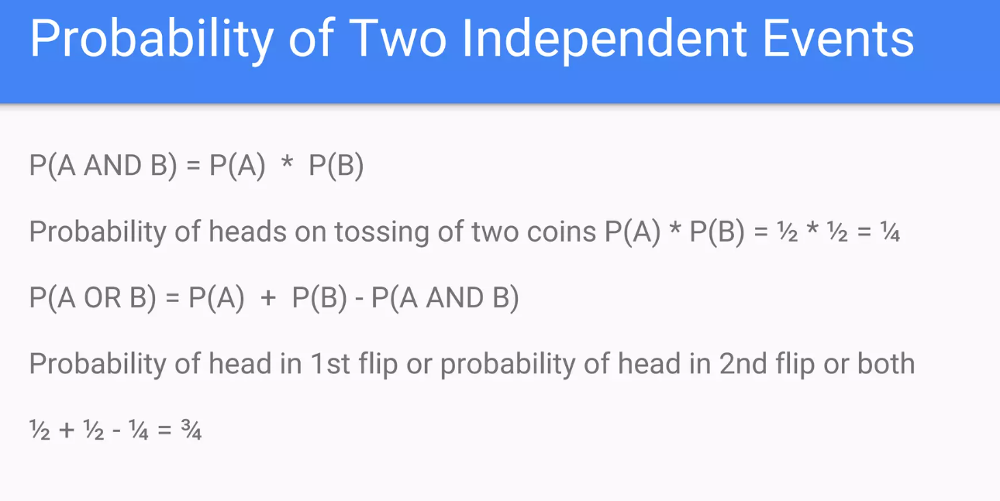 Probability of Two Independent Events
P(A AND B) = P(A) * P(B)
Probability of heads on tossing of two coins P(A) * P(B) = ½ * ½ = ¼
P(A OR B) = P(A) + P(B) - P(A AND B)
Probability of head in 1st flip or probability of head in 2nd flip or both
½ + ½ - ¼ = ¾